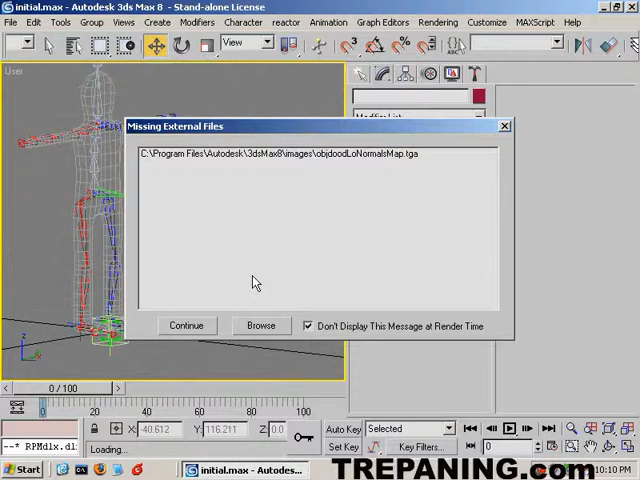 initial.max - Autodesk 3ds Max 8 - Stand-alone License
File Edit Tools Group Views Create Modifiers Character reactor Animation Graph Editors Rendering Customize MAXScript Help
View
User
Modifier List
Missing External Files
C:\Program Files\Autodesk\3dsMax8\images\objdoodLoNormalsMap.tga
Continue Browse Don't Display This Message at Render Time
z
x
0 / 100
0 20 40 60 80 100
X: -40.612 Y: 116.211 Z: 0.0 Auto Key Selected
--* RPMdlx.dl: Loading... Set Key Key Filters... 0
Start initial.max - Autodes... 10:10 PM
TREPANING.com